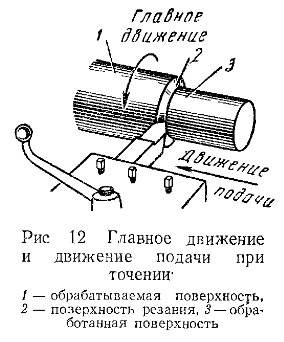 Главное
движение
1
2
3
движение
подачи
Рис 12 Главное движение
и движение подачи при
точении·
1 — обрабатываемая поверхность,
2 — позерхность резания, 3 — обра-
ботанная поверхность